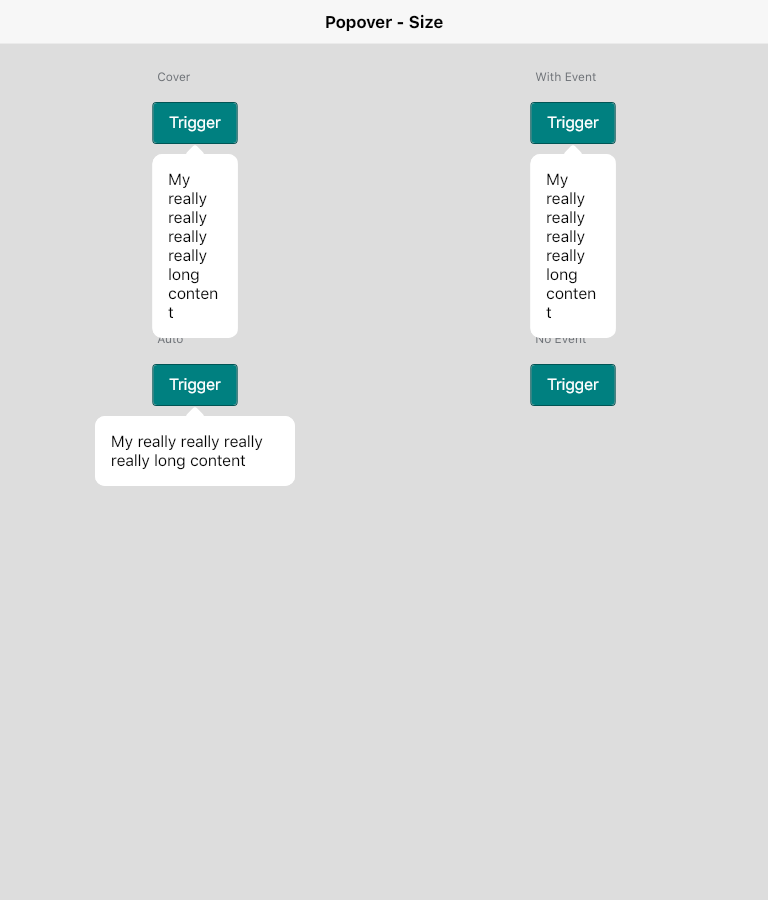 Popover - Size
Cover
Trigger
My
really
really
really
really
long
conten
t
With Event
Trigger
My
really
really
really
really
long
conten
t
Auto
Trigger
My really really really
really long content
No Event
Trigger